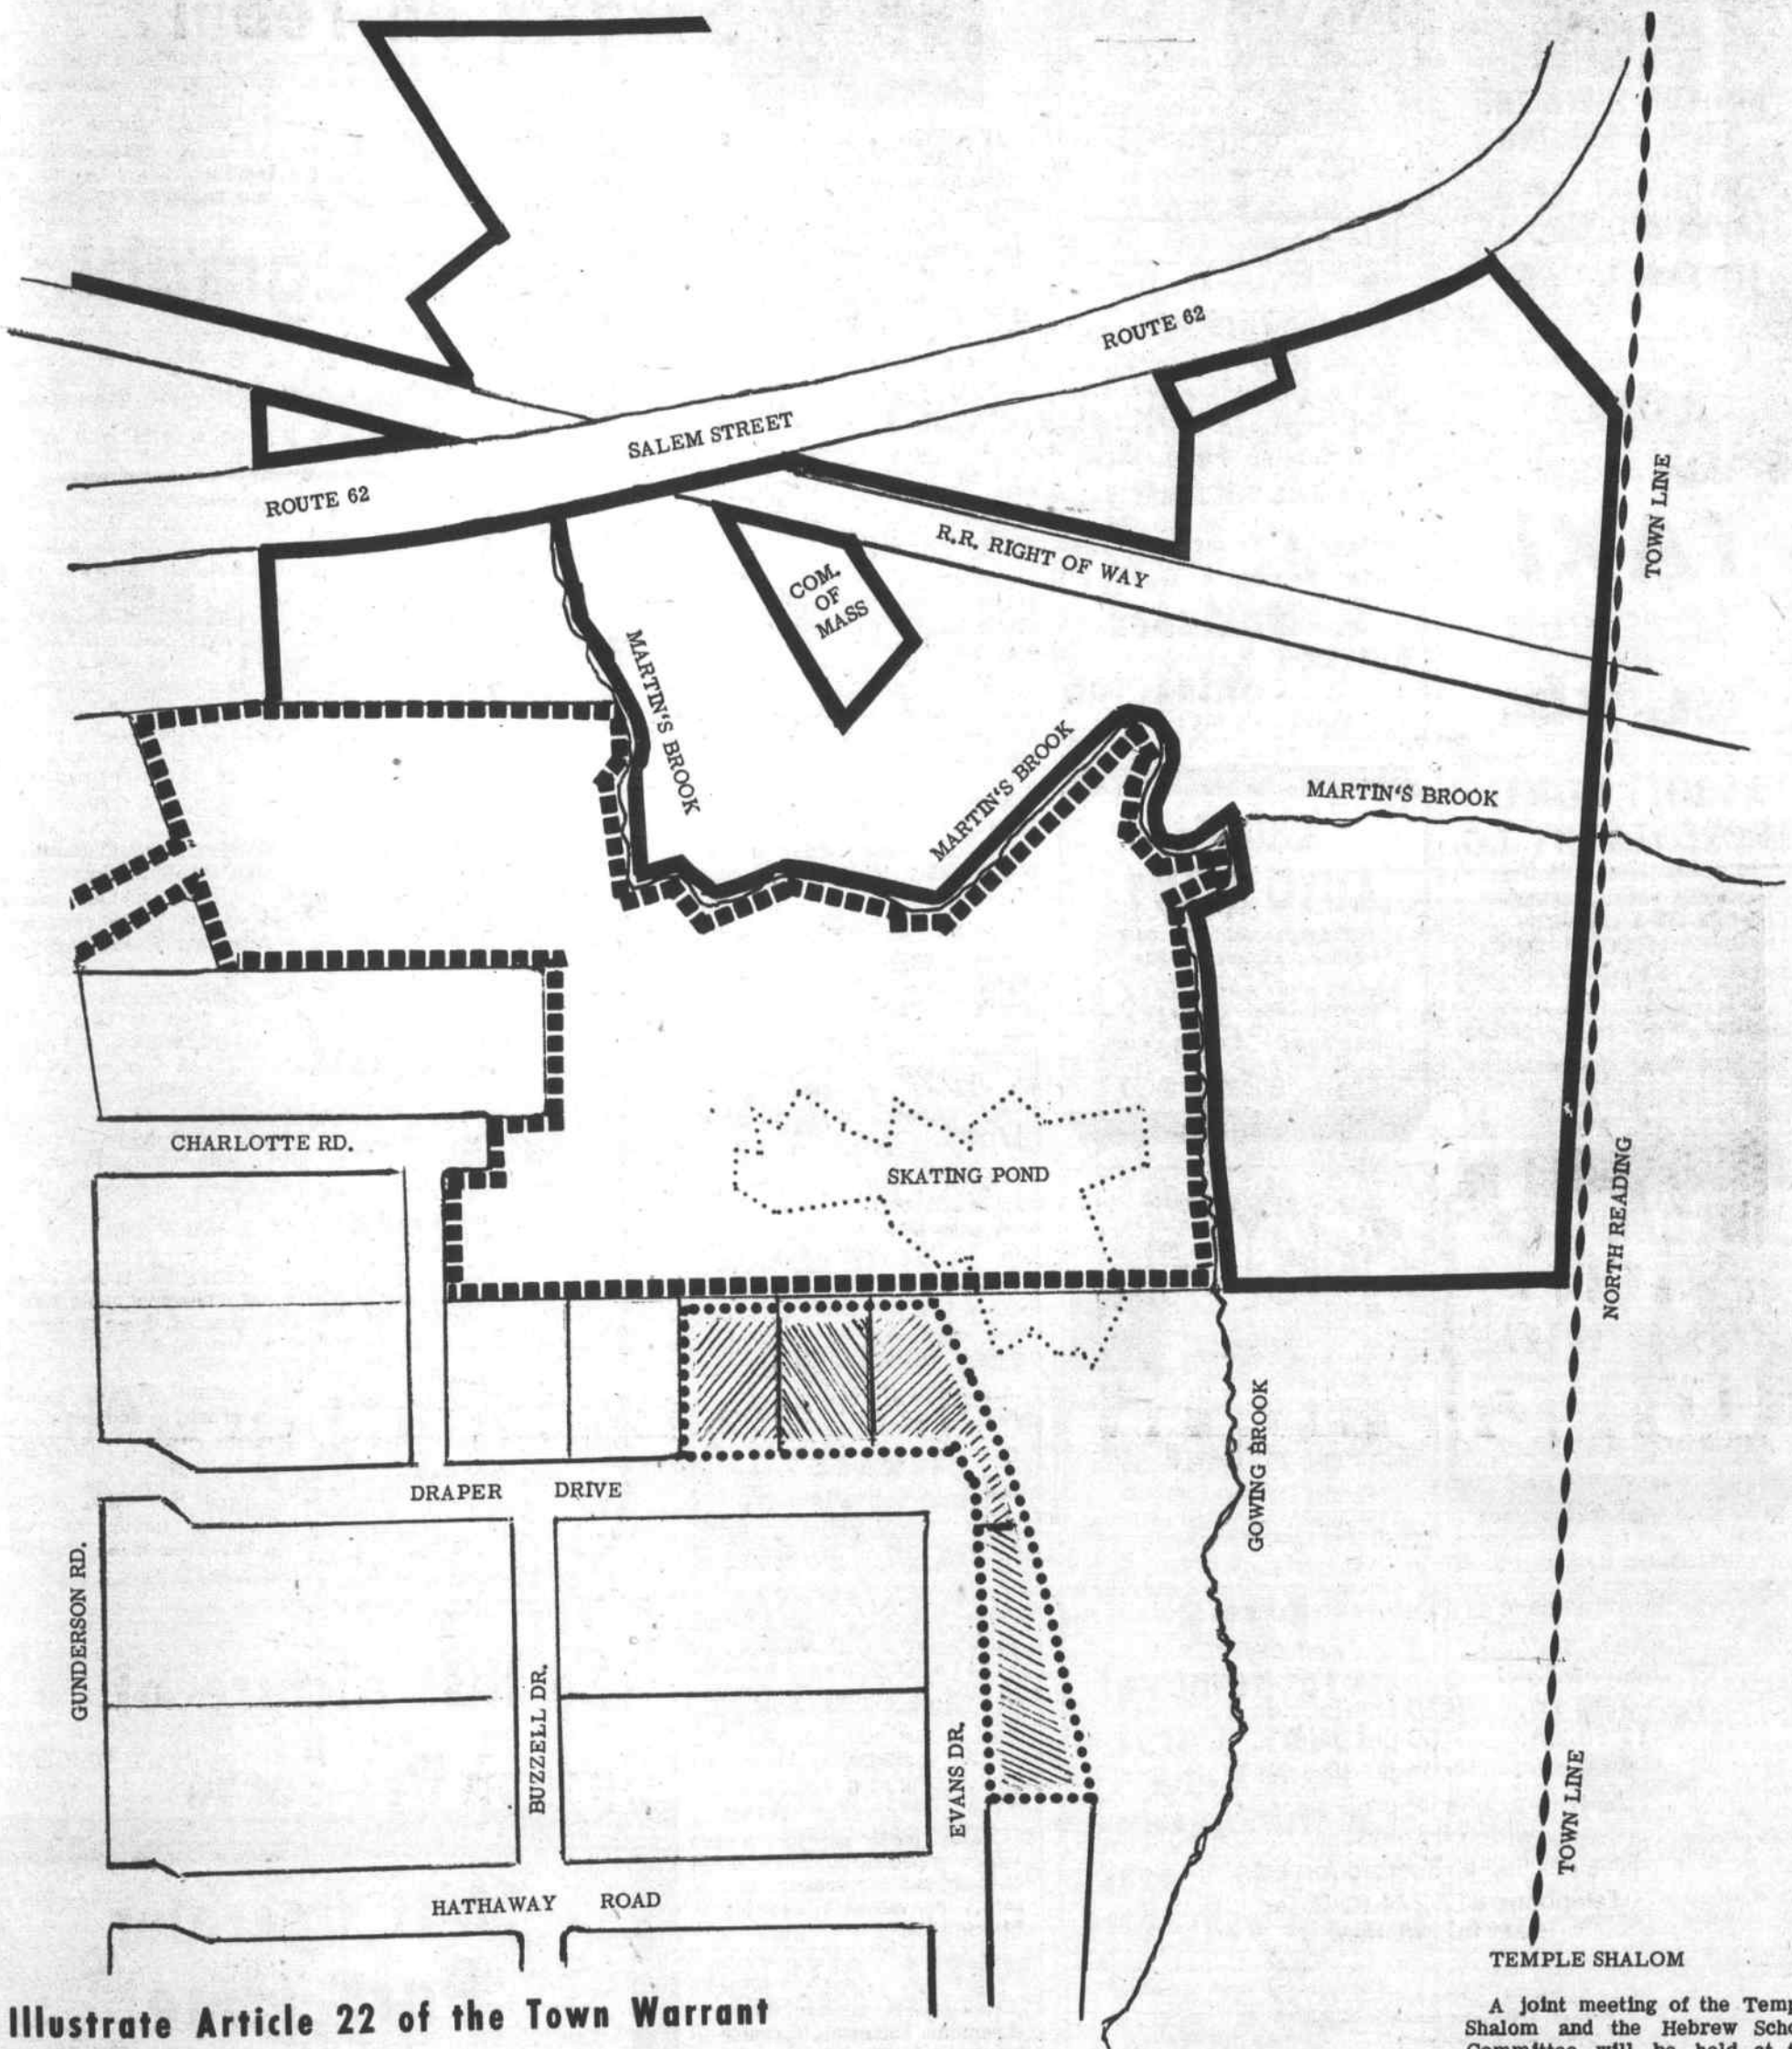 ROUTE 62
SALEM STREET
ROUTE 62
R.R. RIGHT OF WAY
COM.
OF
MASS
TOWN LINE
MARTIN'S BROOK
MARTIN'S BROOK
MARTIN'S BROOK
CHARLOTTE RD.
SKATING POND
NORTH READING
GOWING BROOK
DRAPER DRIVE
GUNDERSON RD.
BUZZELL DR.
EVANS DR.
TOWN LINE
HATHAWAY ROAD
Illustrate Article 22 of the Town Warrant
TEMPLE SHALOM
A joint meeting of the Temp
Shalom and the Hebrew Scho